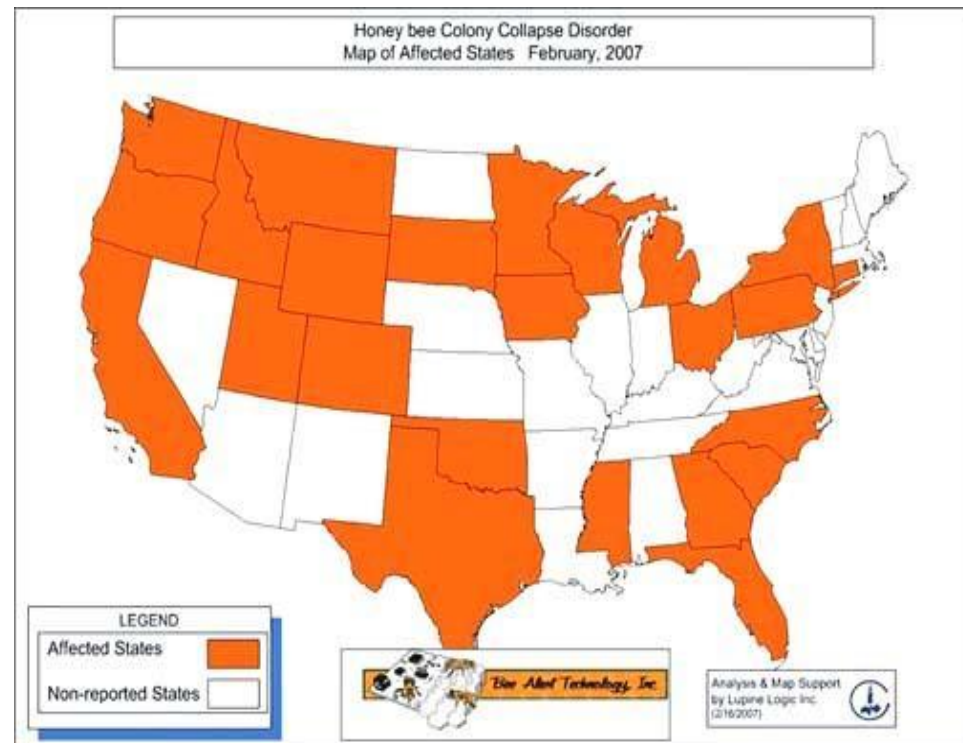 Honey bee Colony Collapse Disorder
Map of Affected States February, 2007
LEGEND
Affected States
Non-reported States
Bee Alert Technology, Inc.
Analysis & Map Support
by Lupine Logic Inc.
(2/16/2007)